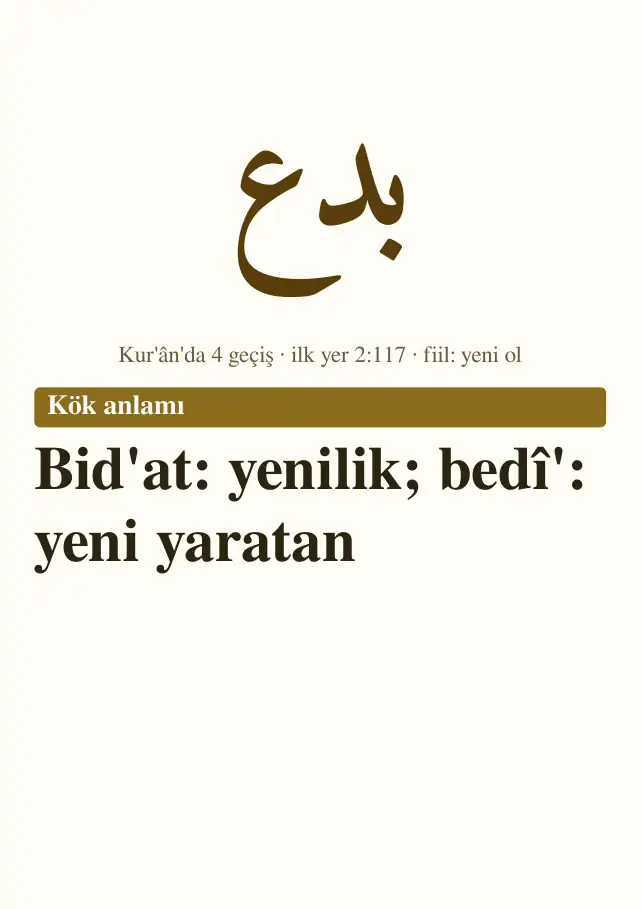 بدع
Kur'ân'da 4 geçiş · ilk yer 2:117 · fiil: yeni ol
Kök anlamı
Bid'at: yenilik; bedî':
yeni yaratan